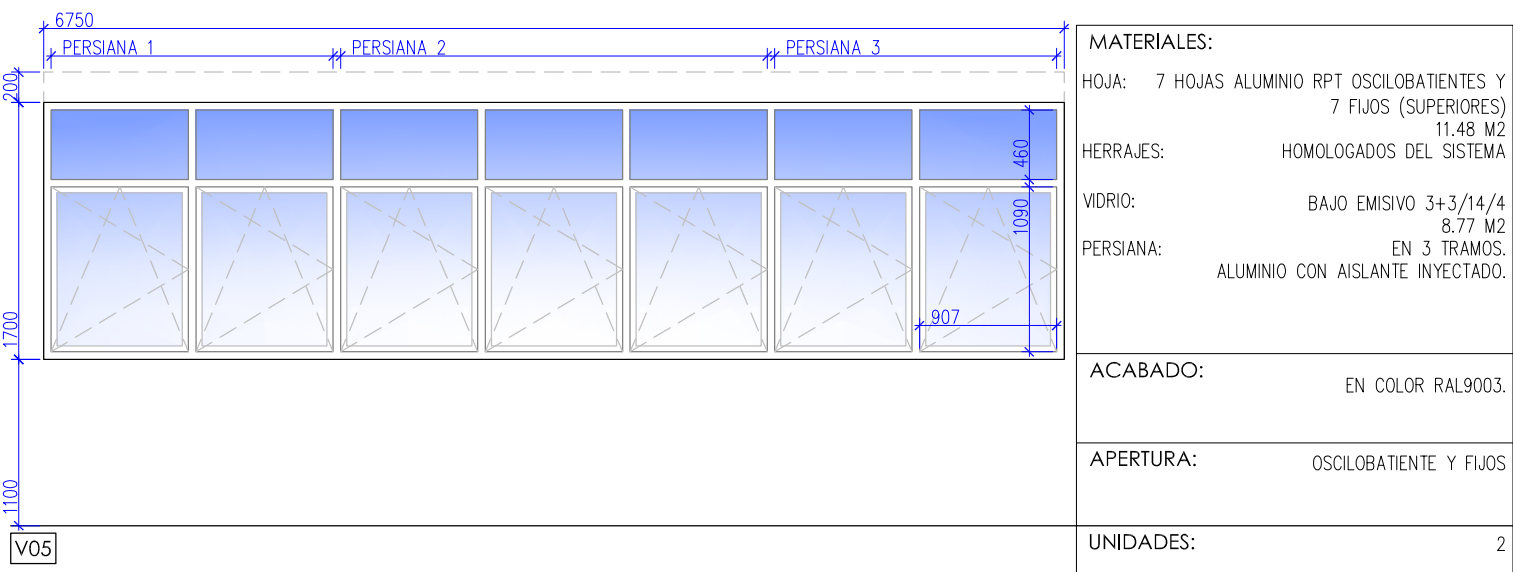 6750
PERSIANA 1
PERSIANA 2
PERSIANA 3
200
460
1090
1700
907
1100
V05
MATERIALES:
HOJA: 7 HOJAS ALUMINIO RPT OSCILOBATIENTES Y
7 FIJOS (SUPERIORES)
11.48 M2
HERRAJES: HOMOLOGADOS DEL SISTEMA
VIDRIO: BAJO EMISIVO 3+3/14/4
8.77 M2
PERSIANA: EN 3 TRAMOS.
ALUMINIO CON AISLANTE INYECTADO.
ACABADO:
EN COLOR RAL9003.
APERTURA: OSCILOBATIENTE Y FIJOS
UNIDADES: 2